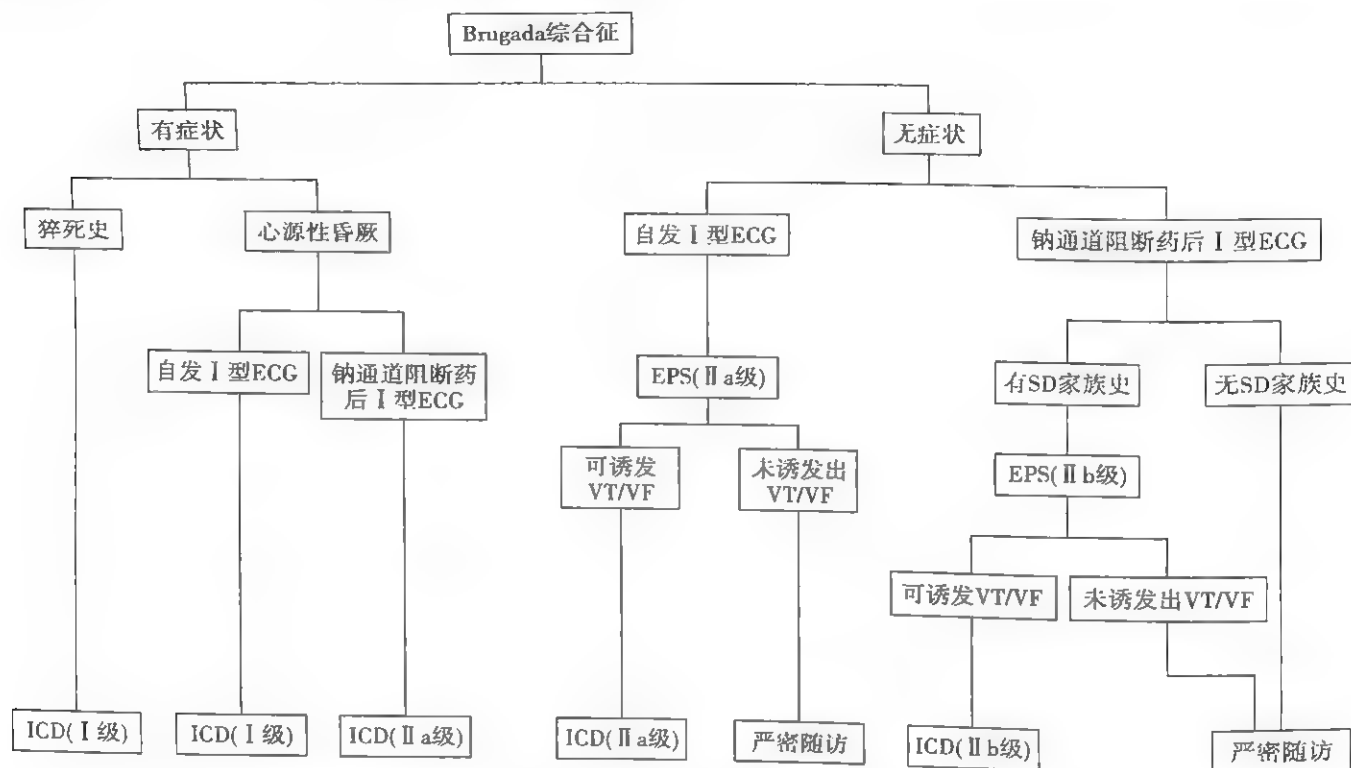 Brugada综合征
有症状
无症状
猝死史
心源性昏厥
自发Ⅰ型ECG
钠通道阻断药后Ⅰ型ECG
自发Ⅰ型ECG
钠通道阻断药
后Ⅰ型ECG
EPS(Ⅱa级)
有SD家族史
无SD家族史
可诱发
VT/VF
未诱发出
VT/VF
EPS(Ⅱb级)
可诱发VT/VF
未诱发出VT/VF
ICD(Ⅰ级)
ICD(Ⅰ级)
ICD(Ⅱa级)
ICD(Ⅱa级)
严密随访
ICD(Ⅱb级)
严密随访